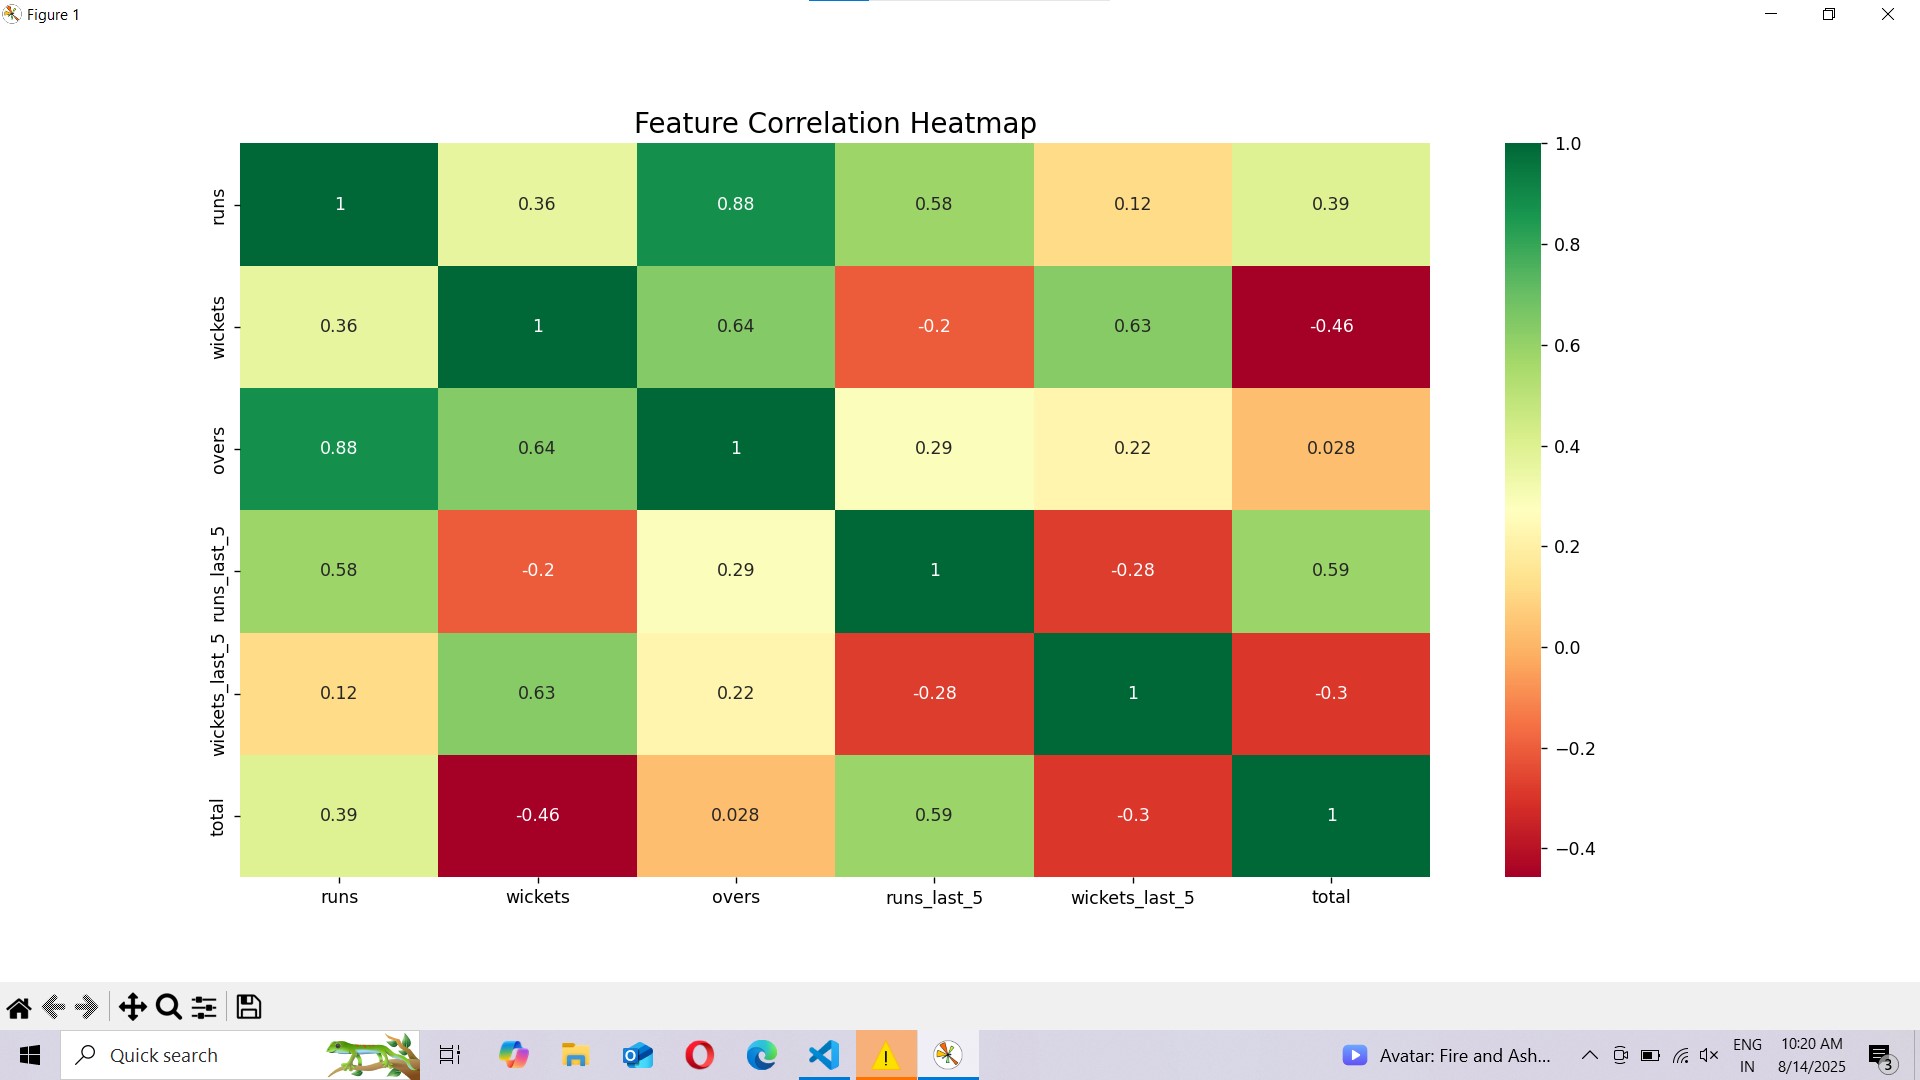 Figure 1
Feature Correlation Heatmap
runs 1 0.36 0.88 0.58 0.12 0.39
wickets 0.36 1 0.64 -0.2 0.63 -0.46
overs 0.88 0.64 1 0.29 0.22 0.028
runs_last_5 0.58 -0.2 0.29 1 -0.28 0.59
wickets_last_5 0.12 0.63 0.22 -0.28 1 -0.3
total 0.39 -0.46 0.028 0.59 -0.3 1
runs wickets overs runs_last_5 wickets_last_5 total
1.0
0.8
0.6
0.4
0.2
0.0
−0.2
−0.4
Quick search
Avatar: Fire and Ash...
ENG
IN
10:20 AM
8/14/2025
3